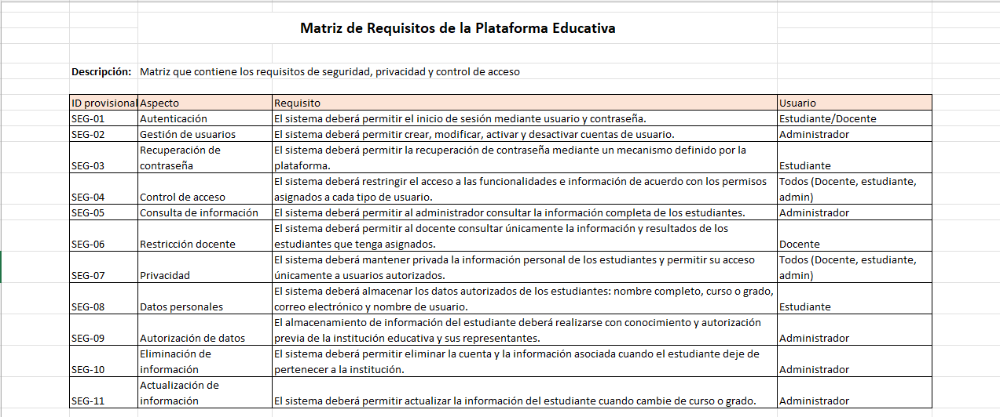 Matriz de Requisitos de la Plataforma Educativa
Descripción: Matriz que contiene los requisitos de seguridad, privacidad y control de acceso
ID provisional Aspecto Requisito Usuario
SEG-01 Autenticación El sistema deberá permitir el inicio de sesión mediante usuario y contraseña. Estudiante/Docente
SEG-02 Gestión de usuarios El sistema deberá permitir crear, modificar, activar y desactivar cuentas de usuario. Administrador
Recuperación de El sistema deberá permitir la recuperación de contraseña mediante un mecanismo definido por la
SEG-03 contraseña plataforma. Estudiante
El sistema deberá restringir el acceso a las funcionalidades e información de acuerdo con los permisos Todos (Docente, estudiante,
SEG-04 Control de acceso asignados a cada tipo de usuario. admin)
SEG-05 Consulta de información El sistema deberá permitir al administrador consultar la información completa de los estudiantes. Administrador
El sistema deberá permitir al docente consultar únicamente la información y resultados de los
SEG-06 Restricción docente estudiantes que tenga asignados. Docente
El sistema deberá mantener privada la información personal de los estudiantes y permitir su acceso Todos (Docente, estudiante,
SEG-07 Privacidad únicamente a usuarios autorizados. admin)
El sistema deberá almacenar los datos autorizados de los estudiantes: nombre completo, curso o grado,
SEG-08 Datos personales correo electrónico y nombre de usuario. Estudiante
El almacenamiento de información del estudiante deberá realizarse con conocimiento y autorización
SEG-09 Autorización de datos previa de la institución educativa y sus representantes. Administrador
Eliminación de El sistema deberá permitir eliminar la cuenta y la información asociada cuando el estudiante deje de
SEG-10 información pertenecer a la institución. Administrador
Actualización de
SEG-11 información El sistema deberá permitir actualizar la información del estudiante cuando cambie de curso o grado. Administrador